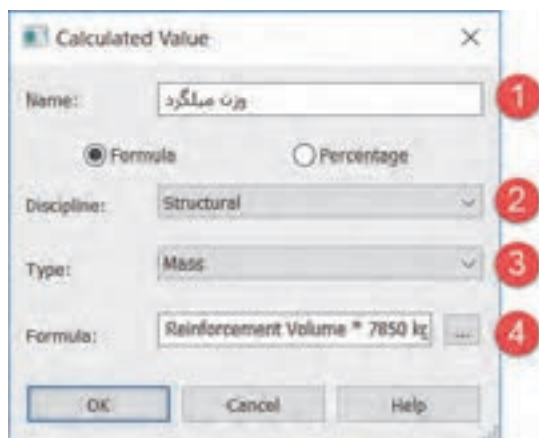 Calculated Value
Name: وزن میلگرد 1
Formula Percentage
Discipline: Structural 2
Type: Mass 3
Formula: Reinforcement Volume * 7850 kg ... 4
OK Cancel Help